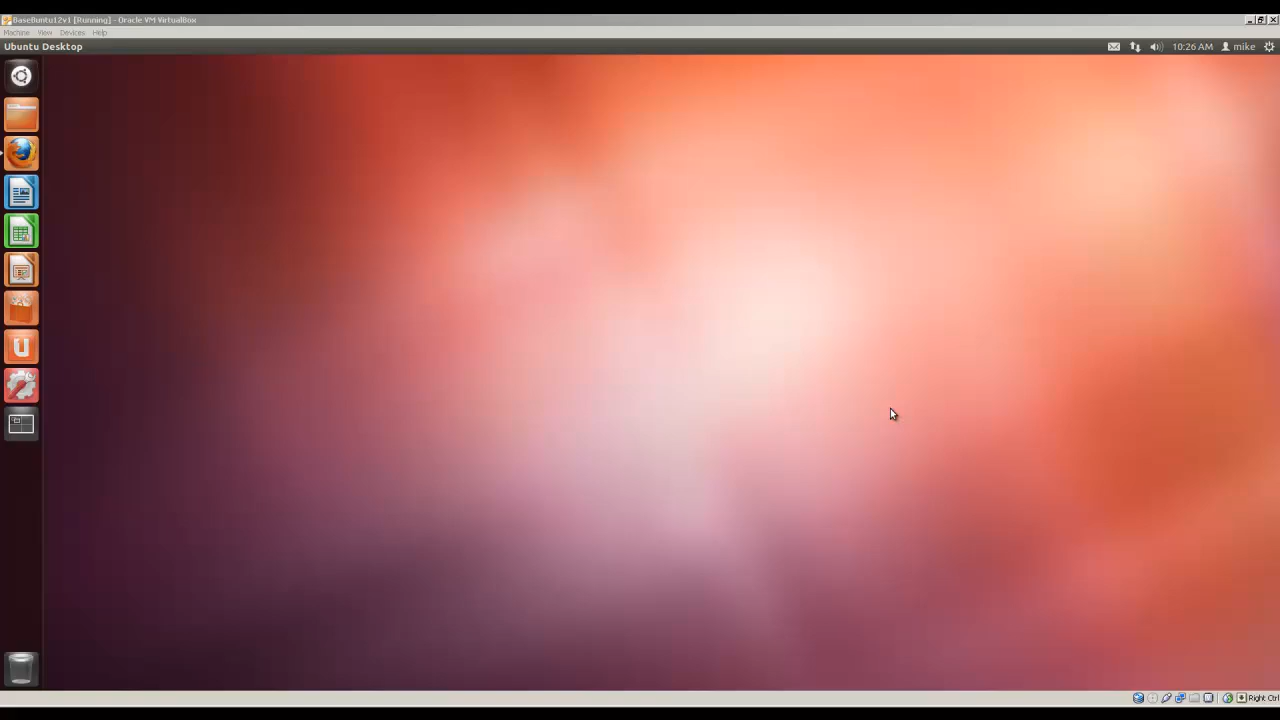 BaseBuntu12v1 [Running] - Oracle VM VirtualBox
Machine View Devices Help
Ubuntu Desktop 10:26 AM mike
U
Right Ctrl